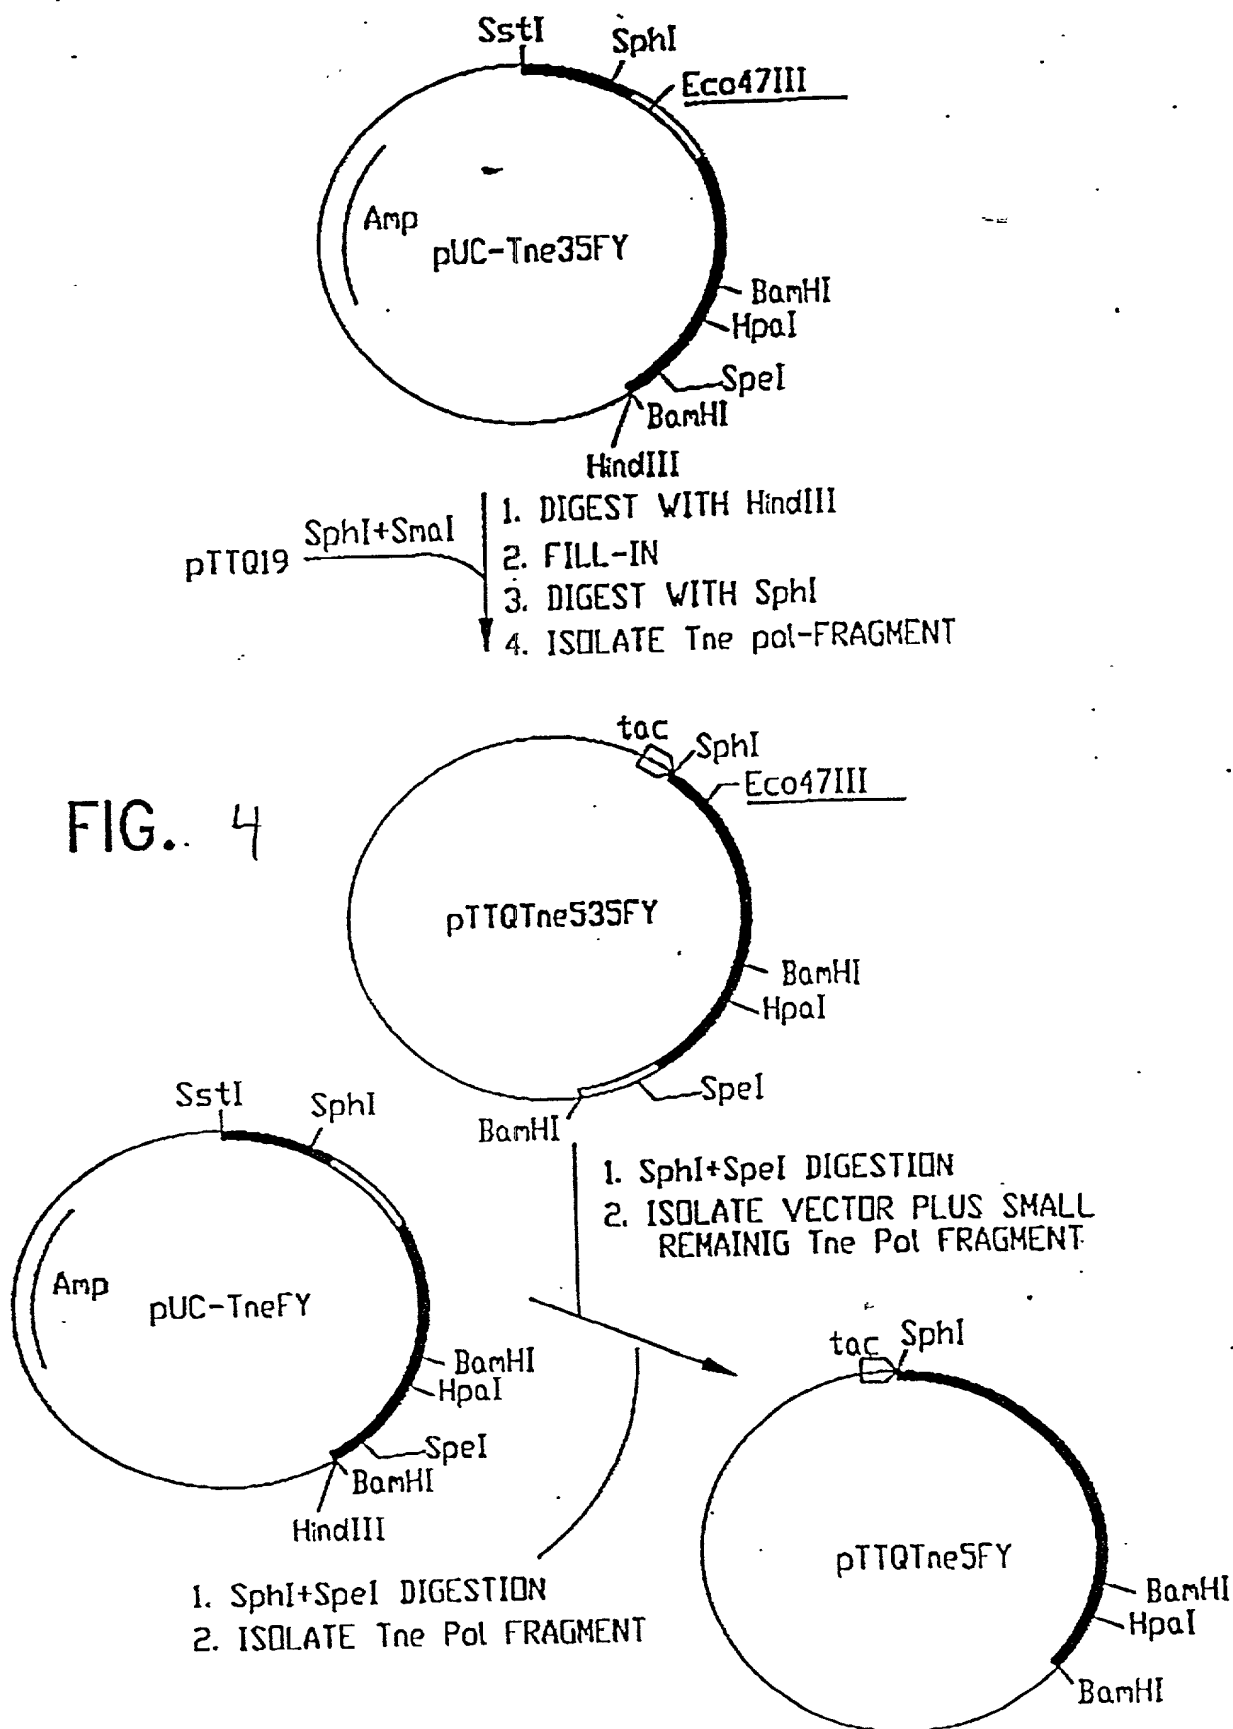 SstI
SphI
Eco47III
Amp
pUC-Tne35FY
BamHI
HpaI
SpeI
BamHI
HindIII
pTTQ19
SphI+SmaI
1. DIGEST WITH HindIII
2. FILL-IN
3. DIGEST WITH SphI
4. ISOLATE Tne pol-FRAGMENT
FIG. 4
tac
SphI
Eco47III
pTTQTne535FY
BamHI
HpaI
SpeI
BamHI
1. SphI+SpeI DIGESTION
2. ISOLATE VECTOR PLUS SMALL
REMAINIG Tne Pol FRAGMENT
SstI
SphI
Amp
pUC-TneFY
BamHI
HpaI
SpeI
BamHI
HindIII
1. SphI+SpeI DIGESTION
2. ISOLATE Tne Pol FRAGMENT
tac
SphI
pTTQTne5FY
BamHI
HpaI
BamHI